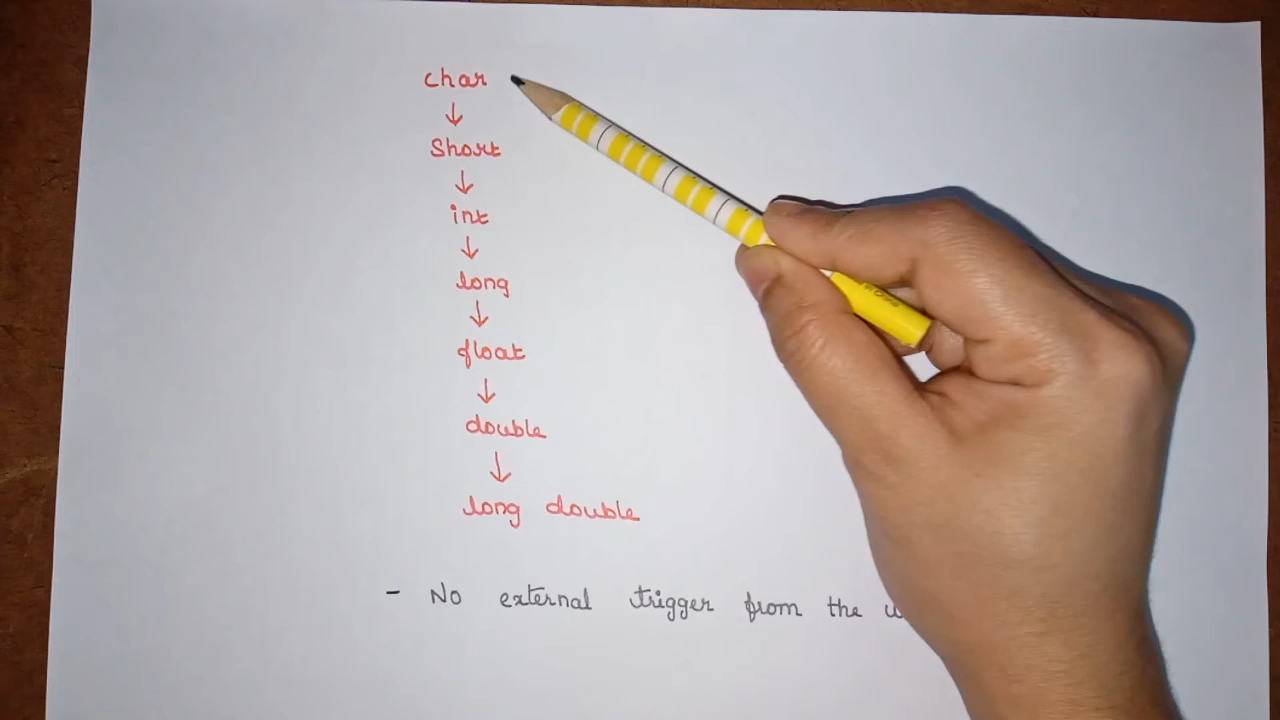 char
↓
Short
↓
int
↓
long
↓
float
↓
double
↓
long double
- No external trigger from the